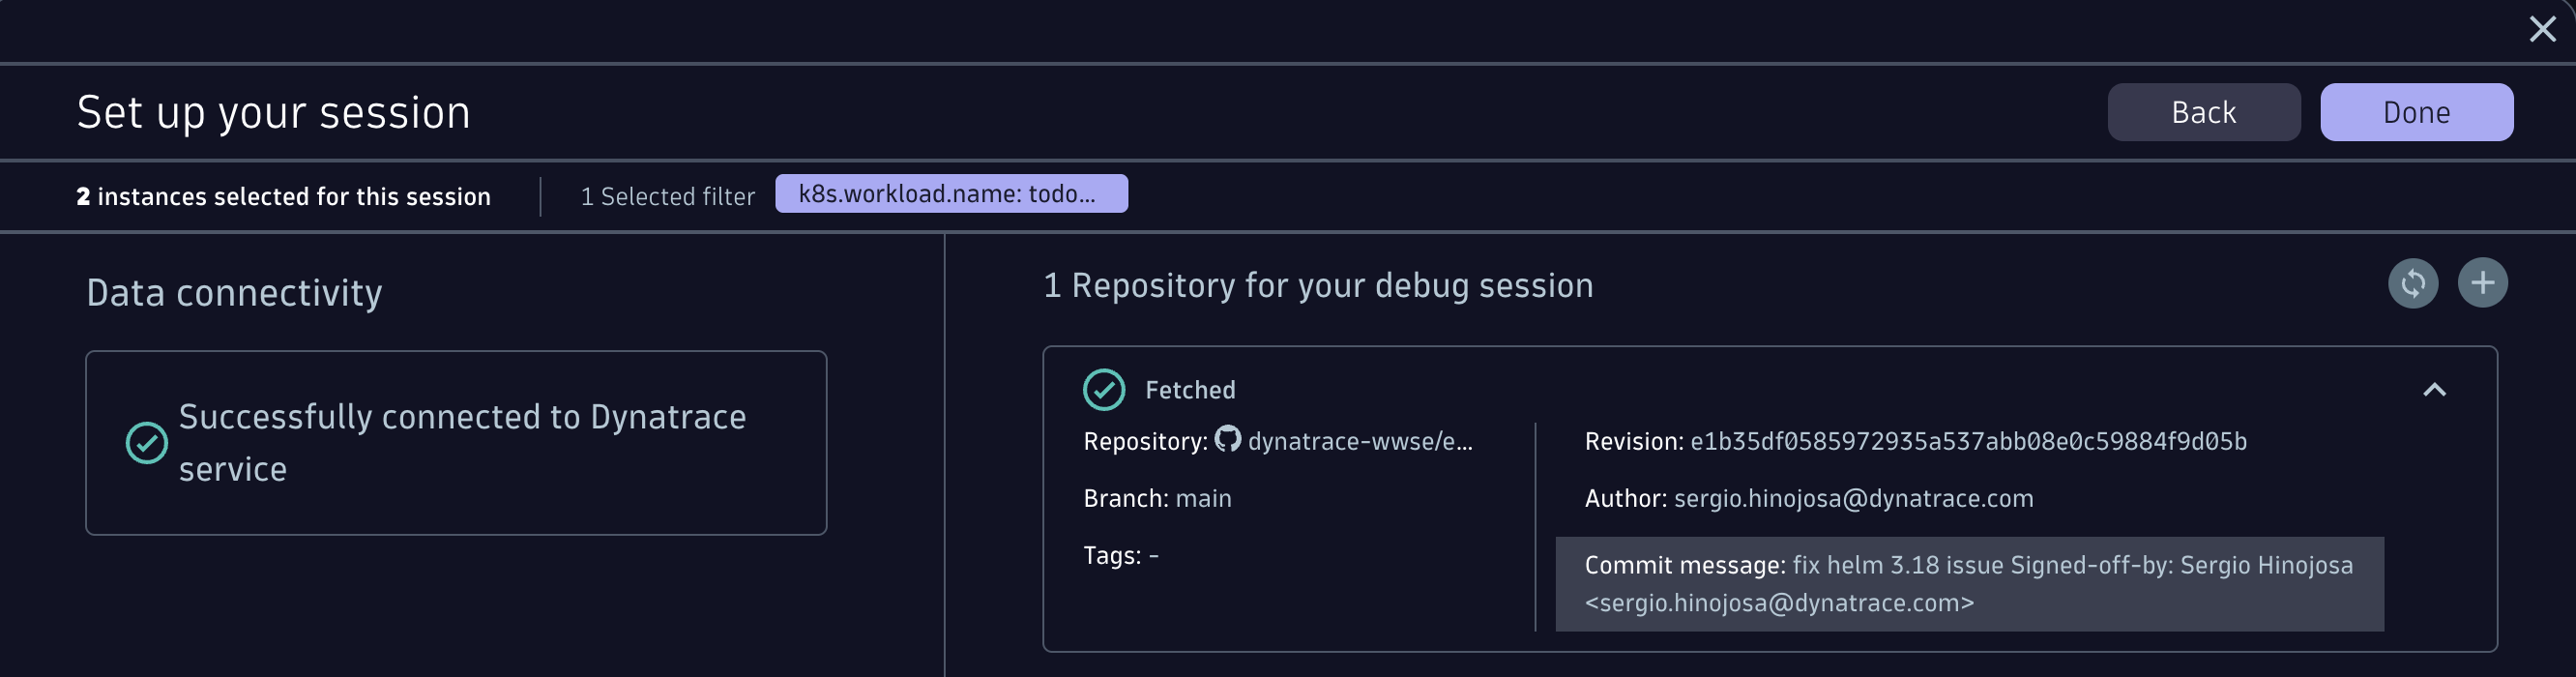 Set up your session
Back
Done
2 instances selected for this session
1 Selected filter
k8s.workload.name: todo...
Data connectivity
Successfully connected to Dynatrace
service
1 Repository for your debug session
Fetched
Repository: dynatrace-wwse/e...
Branch: main
Tags: -
Revision: e1b35df0585972935a537abb08e0c59884f9d05b
Author: sergio.hinojosa@dynatrace.com
Commit message: fix helm 3.18 issue Signed-off-by: Sergio Hinojosa
<sergio.hinojosa@dynatrace.com>